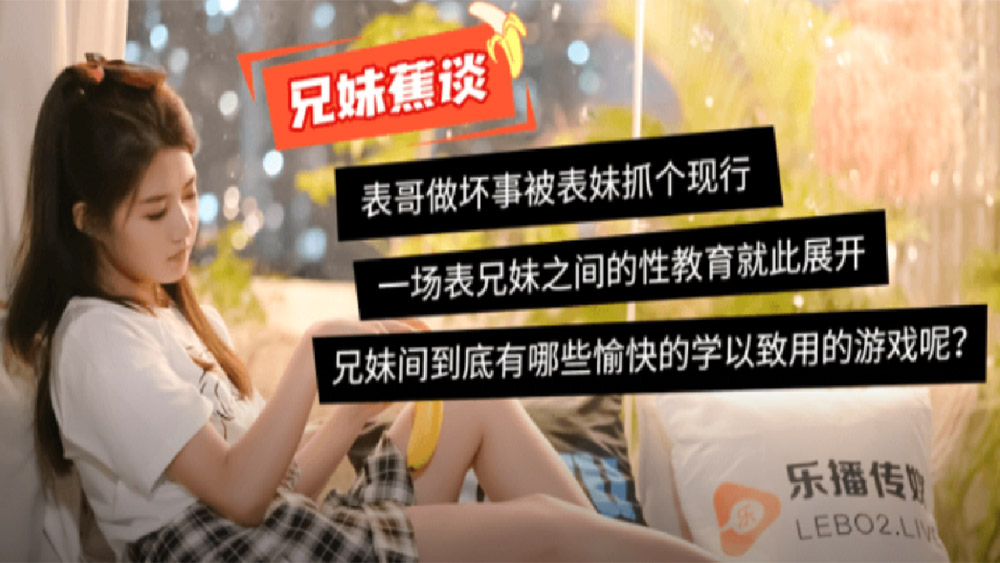 兄妹蕉谈
表哥做坏事被表妹抓个现行
一场表兄妹之间的性教育就此展开
兄妹间到底有哪些愉快的学以致用的游戏呢?
乐播传媒
乐
LEBO2.LIV